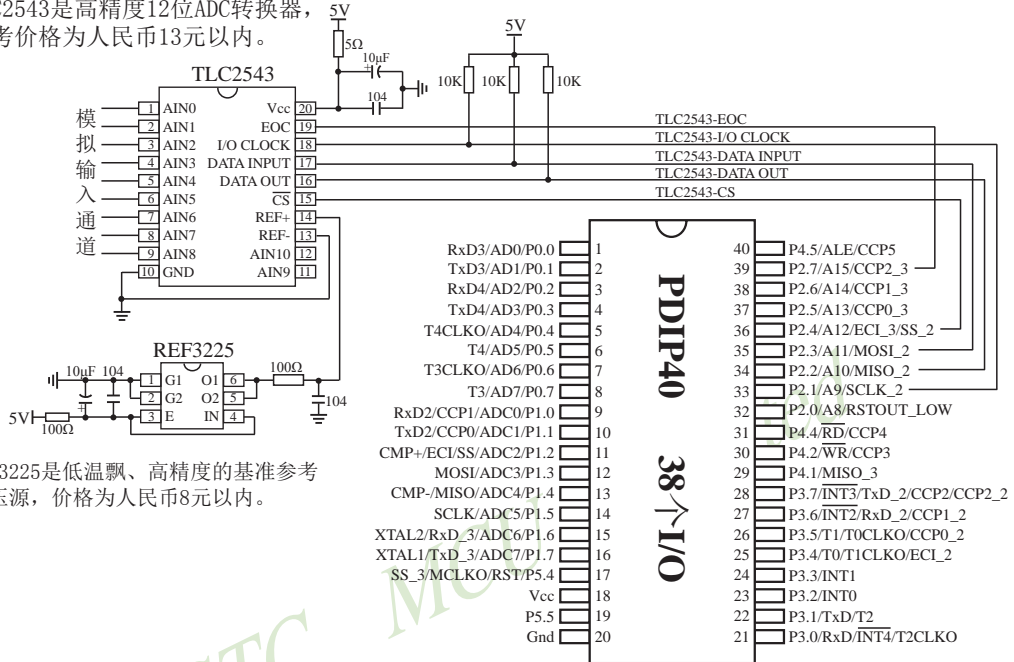 C2543是高精度12位ADC转换器，
考价格为人民币13元以内。
5V
5Ω
10μF
+
104
5V
10K
10K
10K
TLC2543
模拟输入通道
1 AIN0
2 AIN1
3 AIN2
4 AIN3
5 AIN4
6 AIN5
7 AIN6
8 AIN7
9 AIN8
10 GND
Vcc 20
EOC 19
I/O CLOCK 18
DATA INPUT 17
DATA OUT 16
CS 15
REF+ 14
REF- 13
AIN10 12
AIN9 11
TLC2543-EOC
TLC2543-I/O CLOCK
TLC2543-DATA INPUT
TLC2543-DATA OUT
TLC2543-CS
REF3225
10μF
104
+
1 G1
2 G2
3 E
O1 6
O2 5
IN 4
100Ω
104
5V
100Ω
3225是低温飘、高精度的基准参考
压源，价格为人民币8元以内。
RxD3/AD0/P0.0 1
TxD3/AD1/P0.1 2
RxD4/AD2/P0.2 3
TxD4/AD3/P0.3 4
T4CLKO/AD4/P0.4 5
T4/AD5/P0.5 6
T3CLKO/AD6/P0.6 7
T3/AD7/P0.7 8
RxD2/CCP1/ADC0/P1.0 9
TxD2/CCP0/ADC1/P1.1 10
CMP+/ECI/SS/ADC2/P1.2 11
MOSI/ADC3/P1.3 12
CMP-/MISO/ADC4/P1.4 13
SCLK/ADC5/P1.5 14
XTAL2/RxD_3/ADC6/P1.6 15
XTAL1/TxD_3/ADC7/P1.7 16
SS_3/MCLKO/RST/P5.4 17
Vcc 18
P5.5 19
Gnd 20
PDIP40 38个I/O
40 P4.5/ALE/CCP5
39 P2.7/A15/CCP2_3
38 P2.6/A14/CCP1_3
37 P2.5/A13/CCP0_3
36 P2.4/A12/ECI_3/SS_2
35 P2.3/A11/MOSI_2
34 P2.2/A10/MISO_2
33 P2.1/A9/SCLK_2
32 P2.0/A8/RSTOUT_LOW
31 P4.4/RD/CCP4
30 P4.2/WR/CCP3
29 P4.1/MISO_3
28 P3.7/INT3/TxD_2/CCP2/CCP2_2
27 P3.6/INT2/RxD_2/CCP1_2
26 P3.5/T1/T0CLKO/CCP0_2
25 P3.4/T0/T1CLKO/ECI_2
24 P3.3/INT1
23 P3.2/INT0
22 P3.1/TxD/T2
21 P3.0/RxD/INT4/T2CLKO
STC MCU